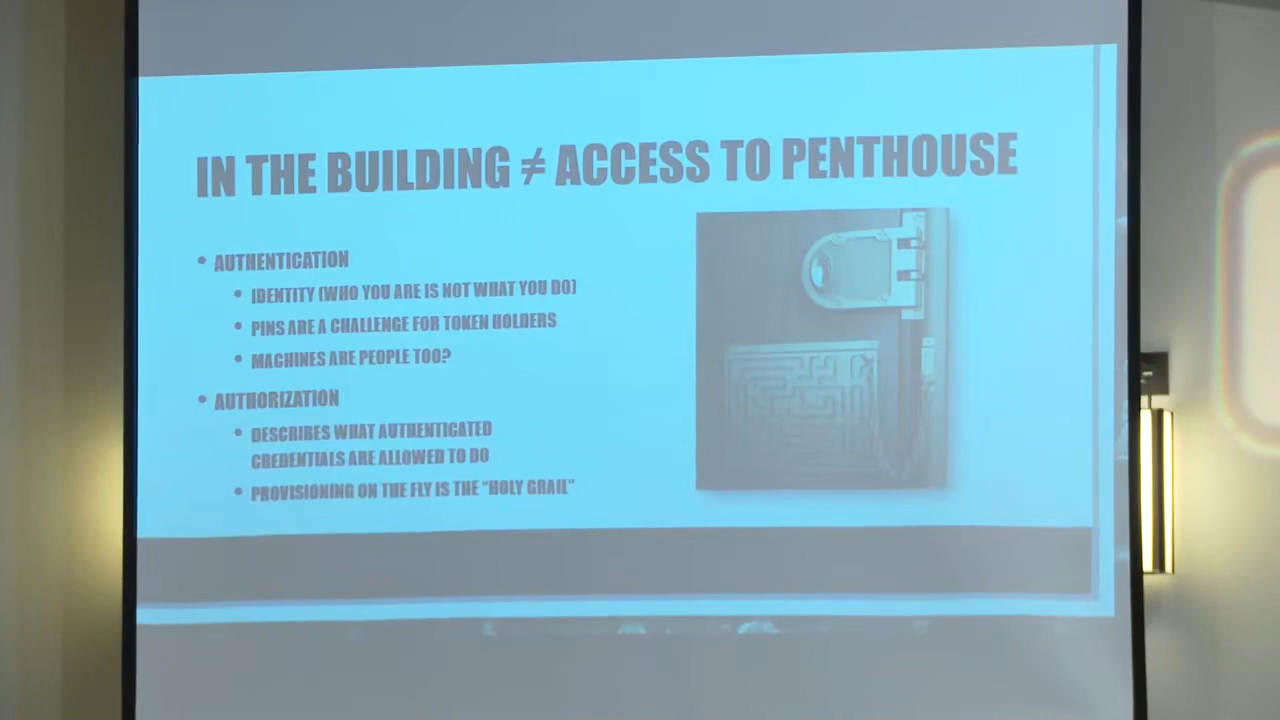 IN THE BUILDING ≠ ACCESS TO PENTHOUSE
• AUTHENTICATION
• IDENTITY (WHO YOU ARE IS NOT WHAT YOU DO)
• PINS ARE A CHALLENGE FOR TOKEN HOLDERS
• MACHINES ARE PEOPLE TOO?
• AUTHORIZATION
• DESCRIBES WHAT AUTHENTICATED
CREDENTIALS ARE ALLOWED TO DO
• PROVISIONING ON THE FLY IS THE “HOLY GRAIL”